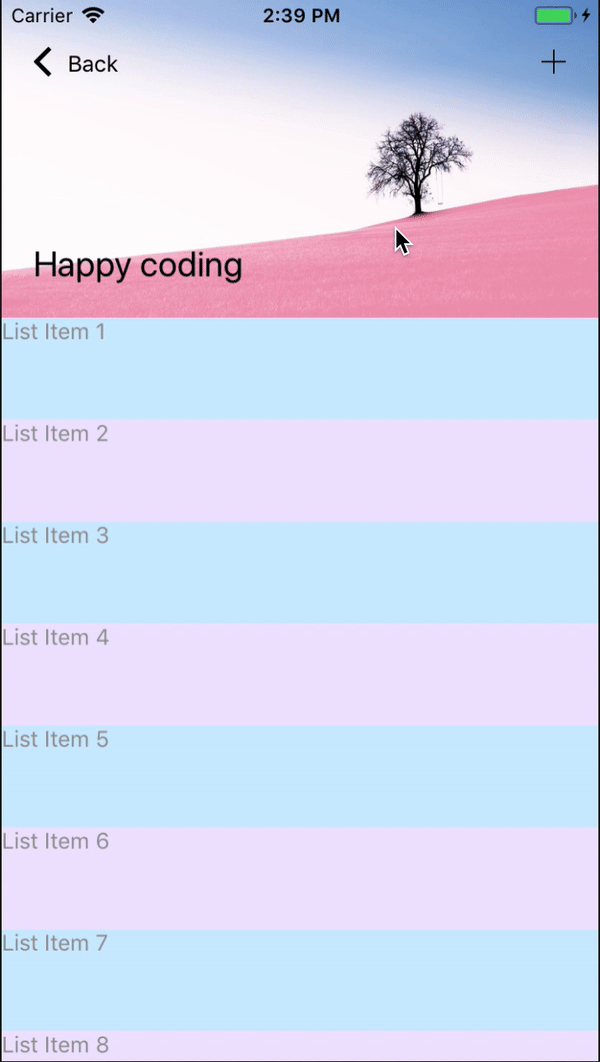 Carrier 2:39 PM
Back
Happy coding
List Item 1
List Item 2
List Item 3
List Item 4
List Item 5
List Item 6
List Item 7
List Item 8